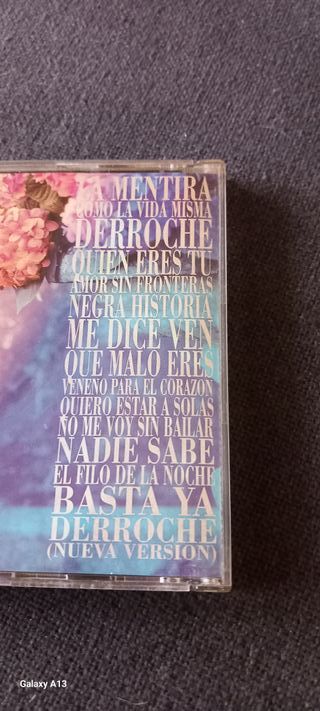 LA MENTIRA
COMO LA VIDA MISMA
DERROCHE
QUIEN ERES TU
AMOR SIN FRONTERAS
NEGRA HISTORIA
ME DICE VEN
QUE MALO ERES
VENENO PARA EL CORAZON
QUIERO ESTAR A SOLAS
NO ME VOY SIN BAILAR
NADIE SABE
EL FILO DE LA NOCHE
BASTA YA
DERROCHE
(NUEVA VERSION)
Galaxy A13